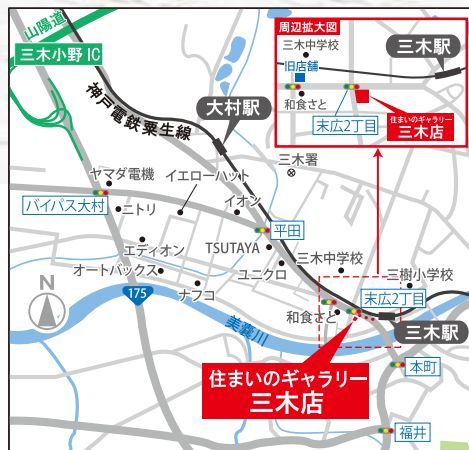 山陽道
三木小野IC
神戸電鉄粟生線
大村駅
周辺拡大図
三木中学校
三木駅
旧店舗
和食さと
末広2丁目
住まいのギャラリー
三木店
三木署
ヤマダ電機
イエローハット
バイパス大村
ニトリ
イオン
平田
エディオン
TSUTAYA
三木中学校
オートバックス
ユニクロ
三樹小学校
N
175
ナフコ
和食さと
末広2丁目
美嚢川
三木駅
住まいのギャラリー
三木店
本町
福井